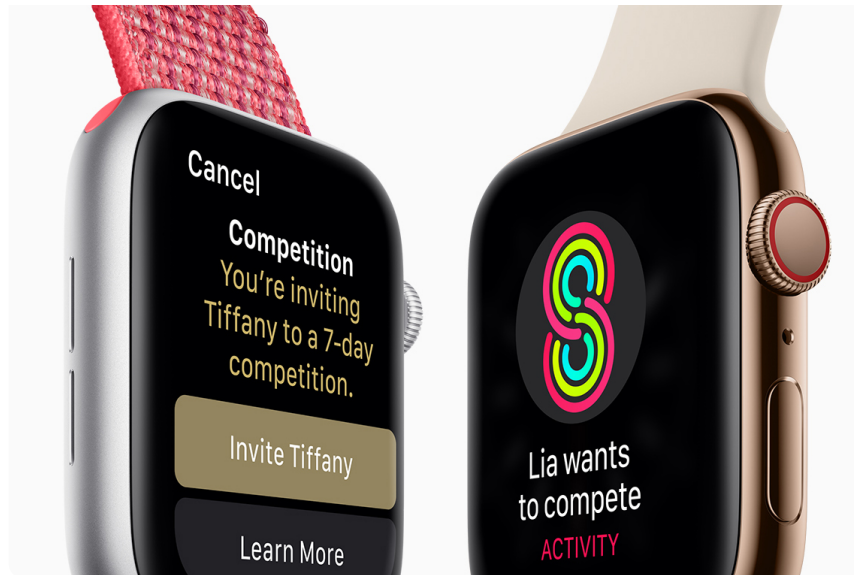 Cancel
Competition
You’re inviting
Tiffany to a 7-day
competition.
Invite Tiffany
Learn More
Lia wants
to compete
ACTIVITY